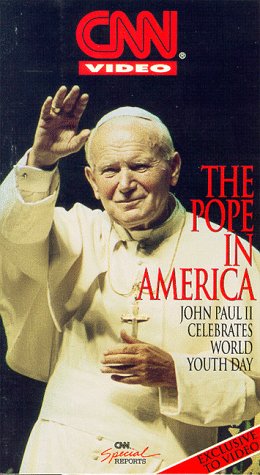 CNN
VIDEO®
THE
POPE
IN
AMERICA
JOHN PAUL II
CELEBRATES
WORLD
YOUTH DAY
CNN
Special
REPORTS
EXCLUSIVE
TO VIDEO